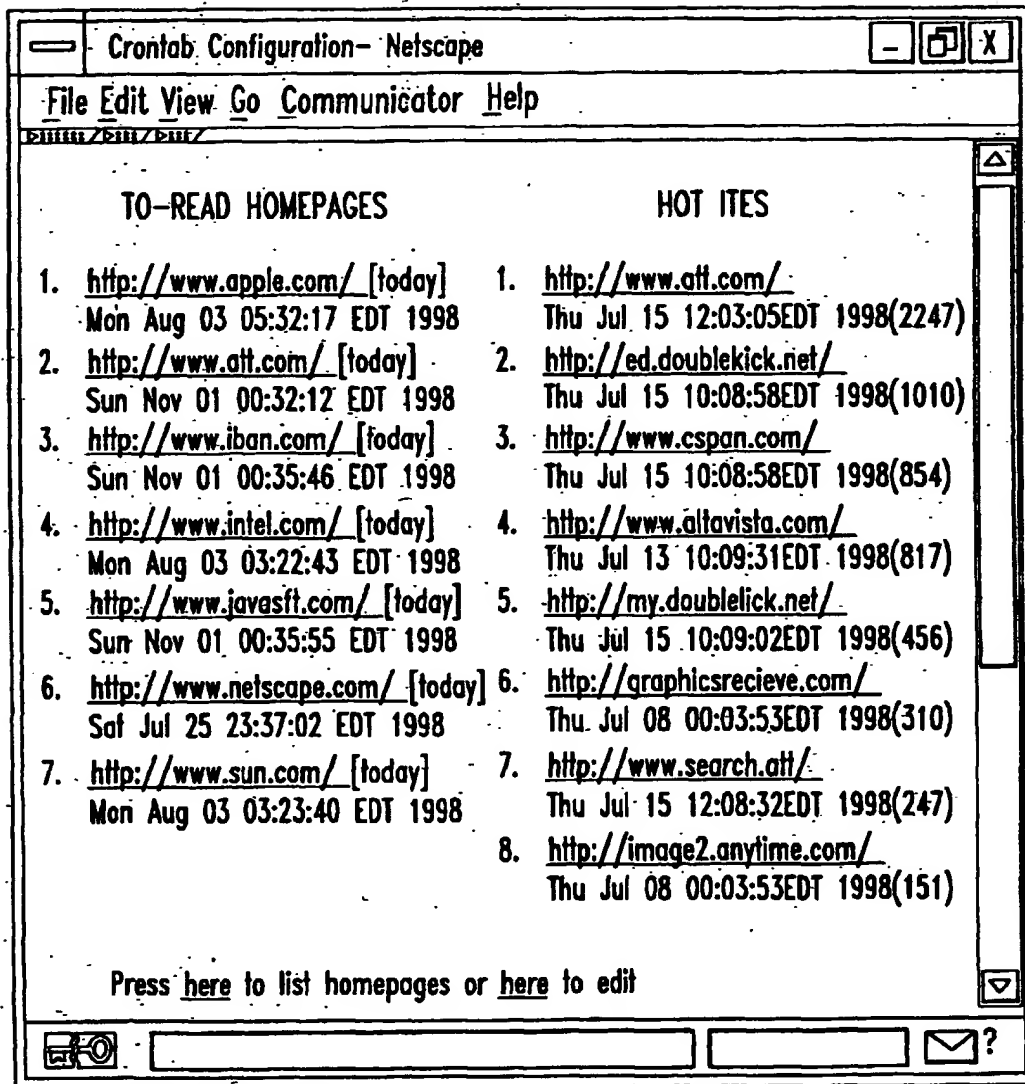 Crontab Configuration- Netscape
X
File Edit View Go Communicator Help
TO-READ HOMEPAGES
1. http://www.apple.com/ [today]
Mon Aug 03 05:32:17 EDT 1998
2. http://www.att.com/ [today]
Sun Nov 01 00:32:12 EDT 1998
3. http://www.iban.com/ [today]
Sun Nov 01 00:35:46 EDT 1998
4. http://www.intel.com/ [today]
Mon Aug 03 03:22:43 EDT 1998
5. http://www.javasft.com/ [today]
Sun Nov 01 00:35:55 EDT 1998
6. http://www.netscape.com/ [today]
Sat Jul 25 23:37:02 EDT 1998
7. http://www.sun.com/ [today]
Mon Aug 03 03:23:40 EDT 1998
HOT ITES
1. http://www.att.com/
Thu Jul 15 12:03:05EDT 1998(2247)
2. http://ed.doublekick.net/
Thu Jul 15 10:08:58EDT 1998(1010)
3. http://www.cspan.com/
Thu Jul 15 10:08:58EDT 1998(854)
4. http://www.altavista.com/
Thu Jul 13 10:09:31EDT 1998(817)
5. http://my.doublelick.net/
Thu Jul 15 10:09:02EDT 1998(456)
6. http://graphicsrecieve.com/
Thu Jul 08 00:03:53EDT 1998(310)
7. http://www.search.att/
Thu Jul 15 12:08:32EDT 1998(247)
8. http://image2.anytime.com/
Thu Jul 08 00:03:53EDT 1998(151)
Press here to list homepages or here to edit
?